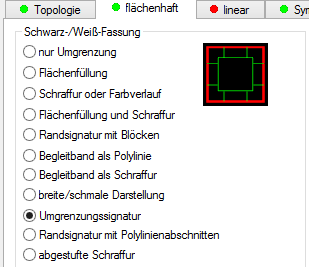 Topologie flächenhaft linear
Schwarz-/Weiß-Fassung
nur Umgrenzung
Flächenfüllung
Schraffur oder Farbverlauf
Flächenfüllung und Schraffur
Randsignatur mit Blöcken
Begleitband als Polylinie
Begleitband als Schraffur
breite/schmale Darstellung
Umgrenzungssignatur
Randsignatur mit Polylinienabschnitten
abgestufte Schraffur